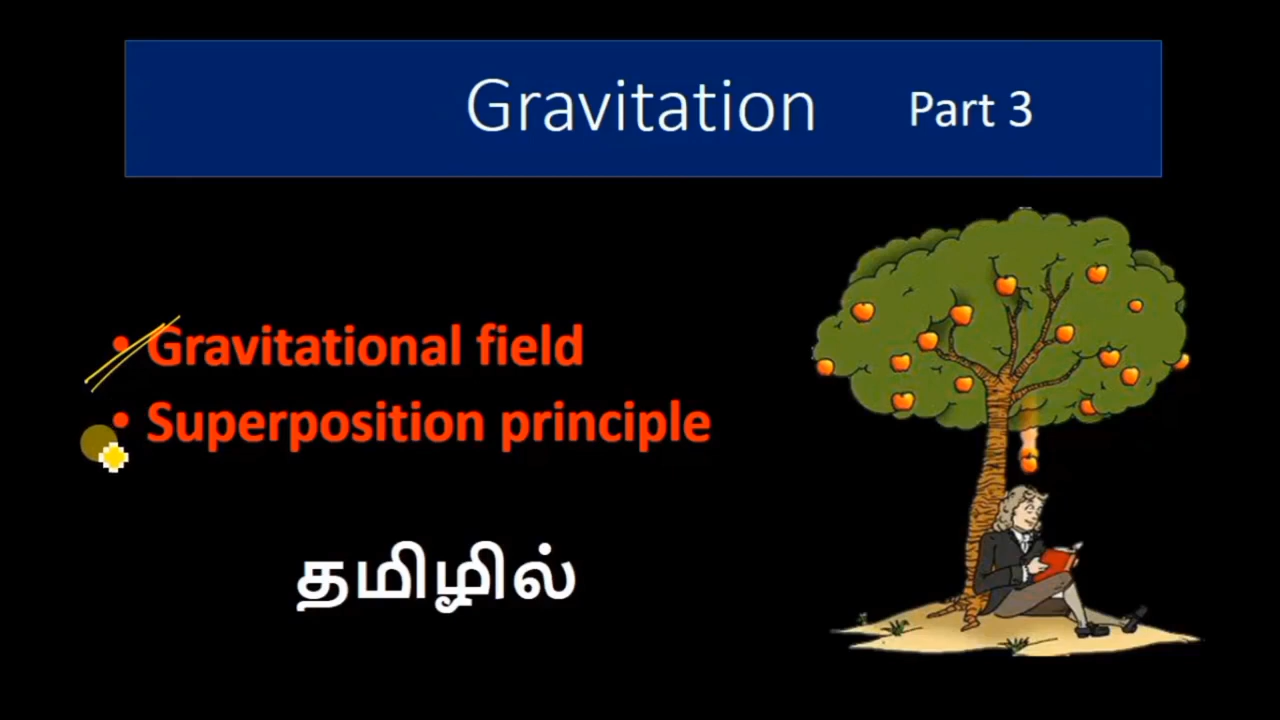 Gravitation Part 3
• Gravitational field
• Superposition principle
தமிழில்